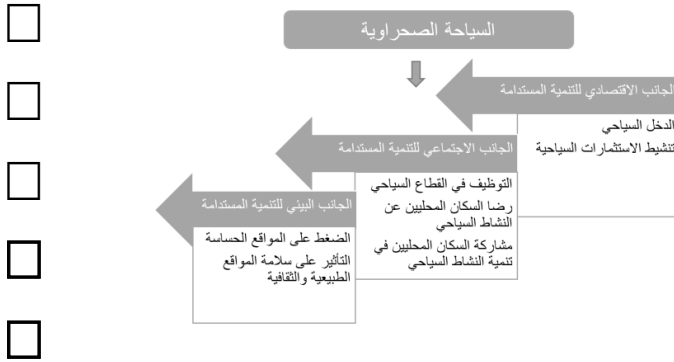 السياحة الصحراوية
الجانب الاقتصادي للتنمية المستدامة
الدخل السياحي
تنشيط الاستثمارات السياحية
الجانب الاجتماعي للتنمية المستدامة
التوظيف في القطاع السياحي
رضا السكان المحليين عن
النشاط السياحي
مشاركة السكان المحليين في
تنمية النشاط السياحي
الجانب البيئي للتنمية المستدامة
الضغط على المواقع الحساسة
التأثير على سلامة المواقع
الطبيعية والثقافية